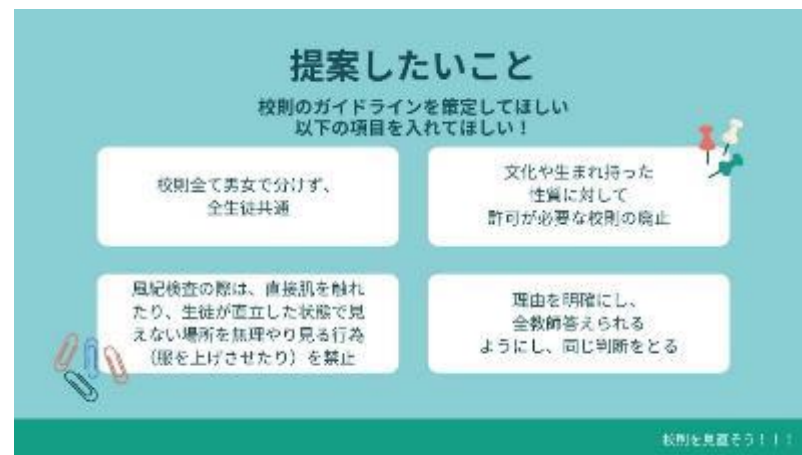 提案したいこと
校則のガイドラインを策定してほしい
以下の項目を入れてほしい！
校則全て男女で分けず、
全生徒共通
文化や生まれ持った
性質に対して
許可が必要な校則の廃止
風紀検査の際は、直接肌を触れ
たり、生徒が直立した状態で見
えない場所を無理やり見る行為
（服を上げさせたり）を禁止
理由を明確にし、
全教師答えられる
ようにし、同じ判断をとる
校則を見直そう！！！